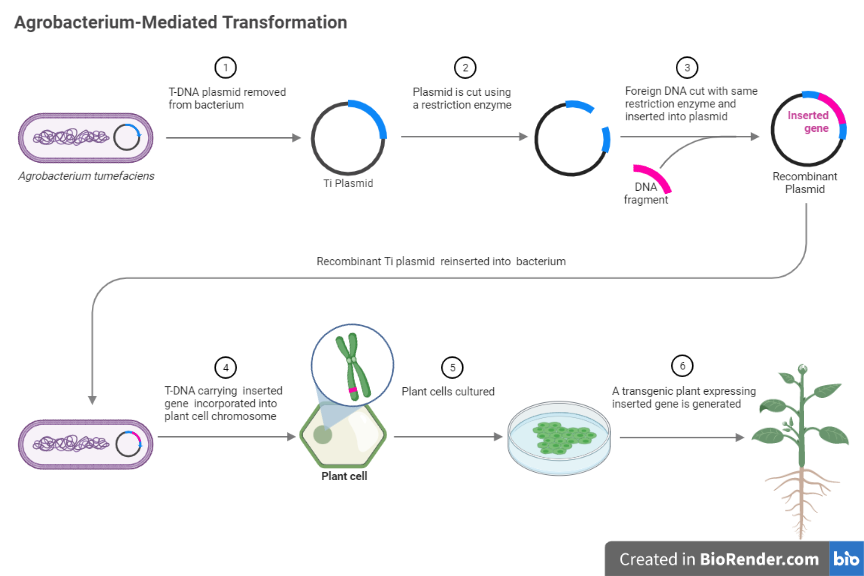 Agrobacterium-Mediated Transformation
1
T-DNA plasmid removed
from bacterium
2
Plasmid is cut using
a restriction enzyme
3
Foreign DNA cut with same
restriction enzyme and
inserted into plasmid
Inserted
gene
Agrobacterium tumefaciens
Ti Plasmid
DNA
fragment
Recombinant
Plasmid
Recombinant Ti plasmid reinserted into bacterium
4
T-DNA carrying inserted
gene incorporated into
plant cell chromosome
5
Plant cells cultured
6
A transgenic plant expressing
inserted gene is generated
Plant cell
Created in BioRender.com
bio